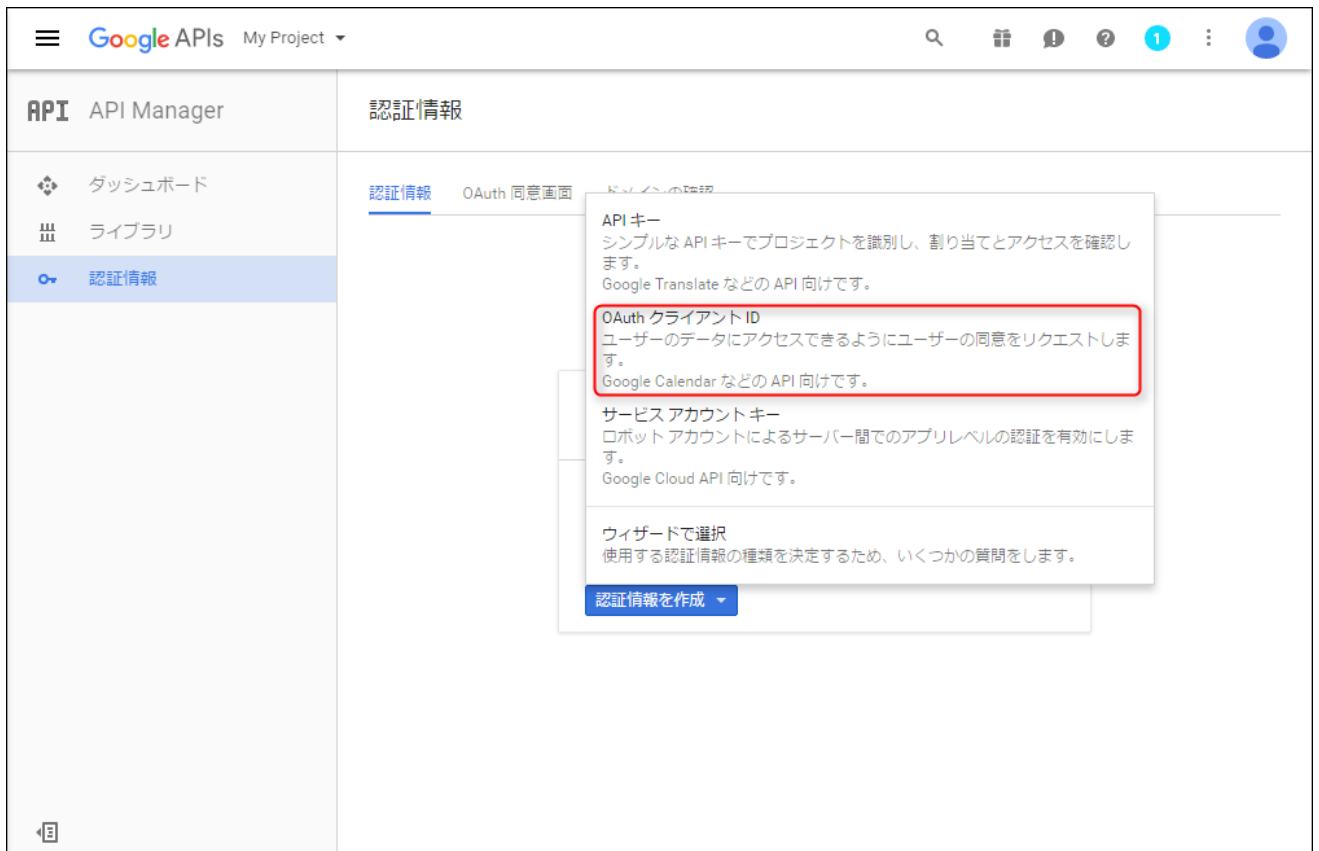 Google APIs My Project
1
API API Manager
認証情報
ダッシュボード
ライブラリ
認証情報
認証情報 OAuth 同意画面 ドメインの確認
API キー
シンプルな API キーでプロジェクトを識別し、割り当てとアクセスを確認し
ます。
Google Translate などの API 向けです。
OAuth クライアント ID
ユーザーのデータにアクセスできるようにユーザーの同意をリクエストしま
す。
Google Calendar などの API 向けです。
サービス アカウント キー
ロボット アカウントによるサーバー間でのアプリレベルの認証を有効にしま
す。
Google Cloud API 向けです。
ウィザードで選択
使用する認証情報の種類を決定するため、いくつかの質問をします。
認証情報を作成